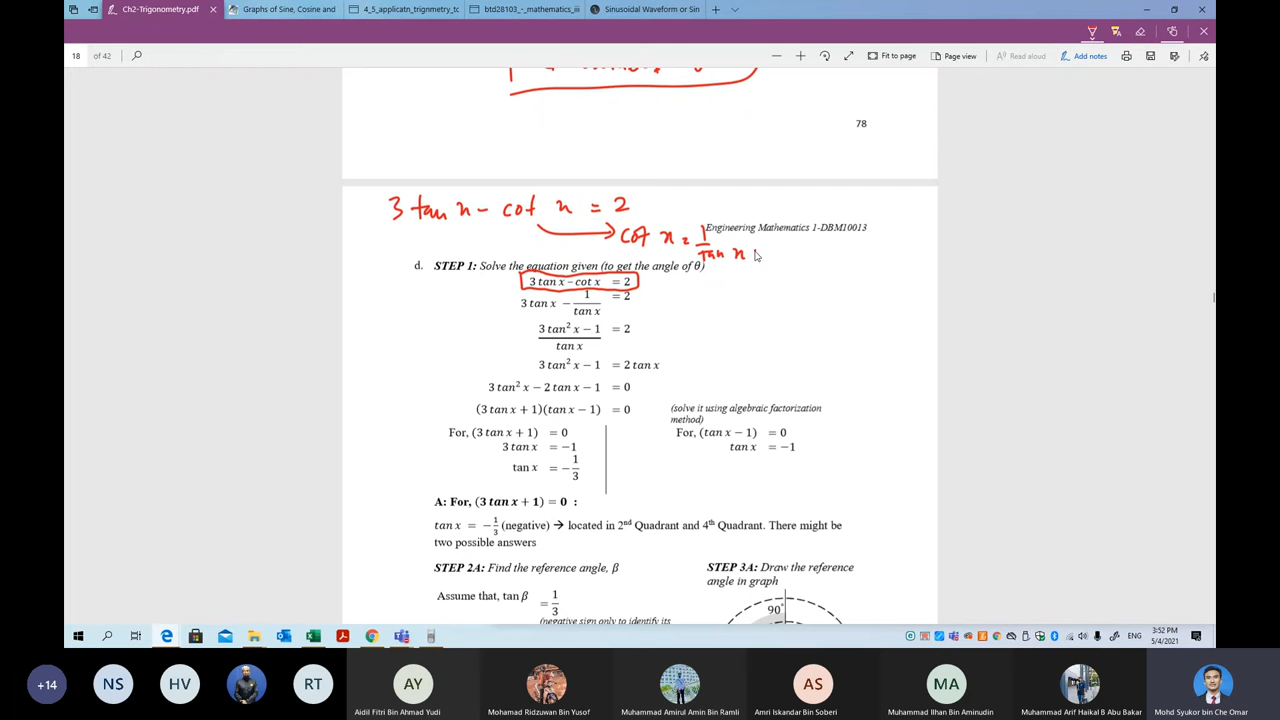 Ch2-Trigonometry.pdf
Graphs of Sine, Cosine and
4_5_applicatn_trignmetry_tc
btd28103_-_mathematics_iii
Sinusoidal Waveform or Sin
18 of 42
Fit to page
Page view
Read aloud
Add notes
78
3 tan x - cot x = 2
cot x = 1/tan x
Engineering Mathematics 1-DBM10013
d. STEP 1: Solve the equation given (to get the angle of θ)
3 tan x – cot x = 2
3 tan x − 1/tan x = 2
3 tan² x − 1 / tan x = 2
3 tan² x − 1 = 2 tan x
3 tan² x − 2 tan x − 1 = 0
(3 tan x + 1)(tan x − 1) = 0
(solve it using algebraic factorization
method)
For, (3 tan x + 1) = 0
3 tan x = −1
tan x = − 1/3
For, (tan x − 1) = 0
tan x = −1
A: For, (3 tan x + 1) = 0 :
tan x = − 1/3 (negative) → located in 2nd Quadrant and 4th Quadrant. There might be
two possible answers
STEP 2A: Find the reference angle, β
Assume that, tan β = 1/3
(negative sign only to identify its
STEP 3.A: Draw the reference
angle in graph
90°
ENG
3:52 PM
5/4/2021
+14
NS
HV
RT
AY
Aidil Fitri Bin Ahmad Yudi
Mohamad Ridzuwan Bin Yusof
Muhammad Amirul Amin Bin Ramli
AS
Amri Iskandar Bin Soberi
MA
Muhammad Ilhan Bin Aminudin
Muhammad Arif Haikal B Abu Bakar
Mohd Syukor bin Che Omar